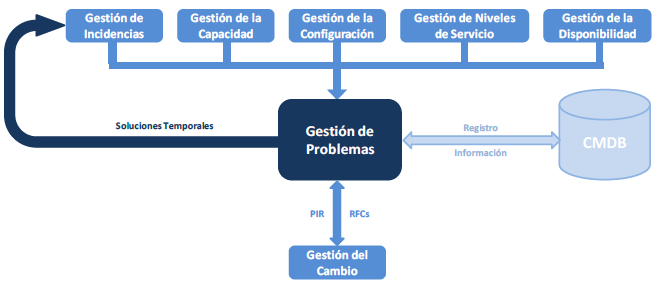 Gestión de
Incidencias
Gestión de la
Capacidad
Gestión de la
Configuración
Gestión de Niveles
de Servicio
Gestión de la
Disponibilidad
Soluciones Temporales
Gestión de
Problemas
Registro
Información
CMDB
PIR
RFCs
Gestión del
Cambio